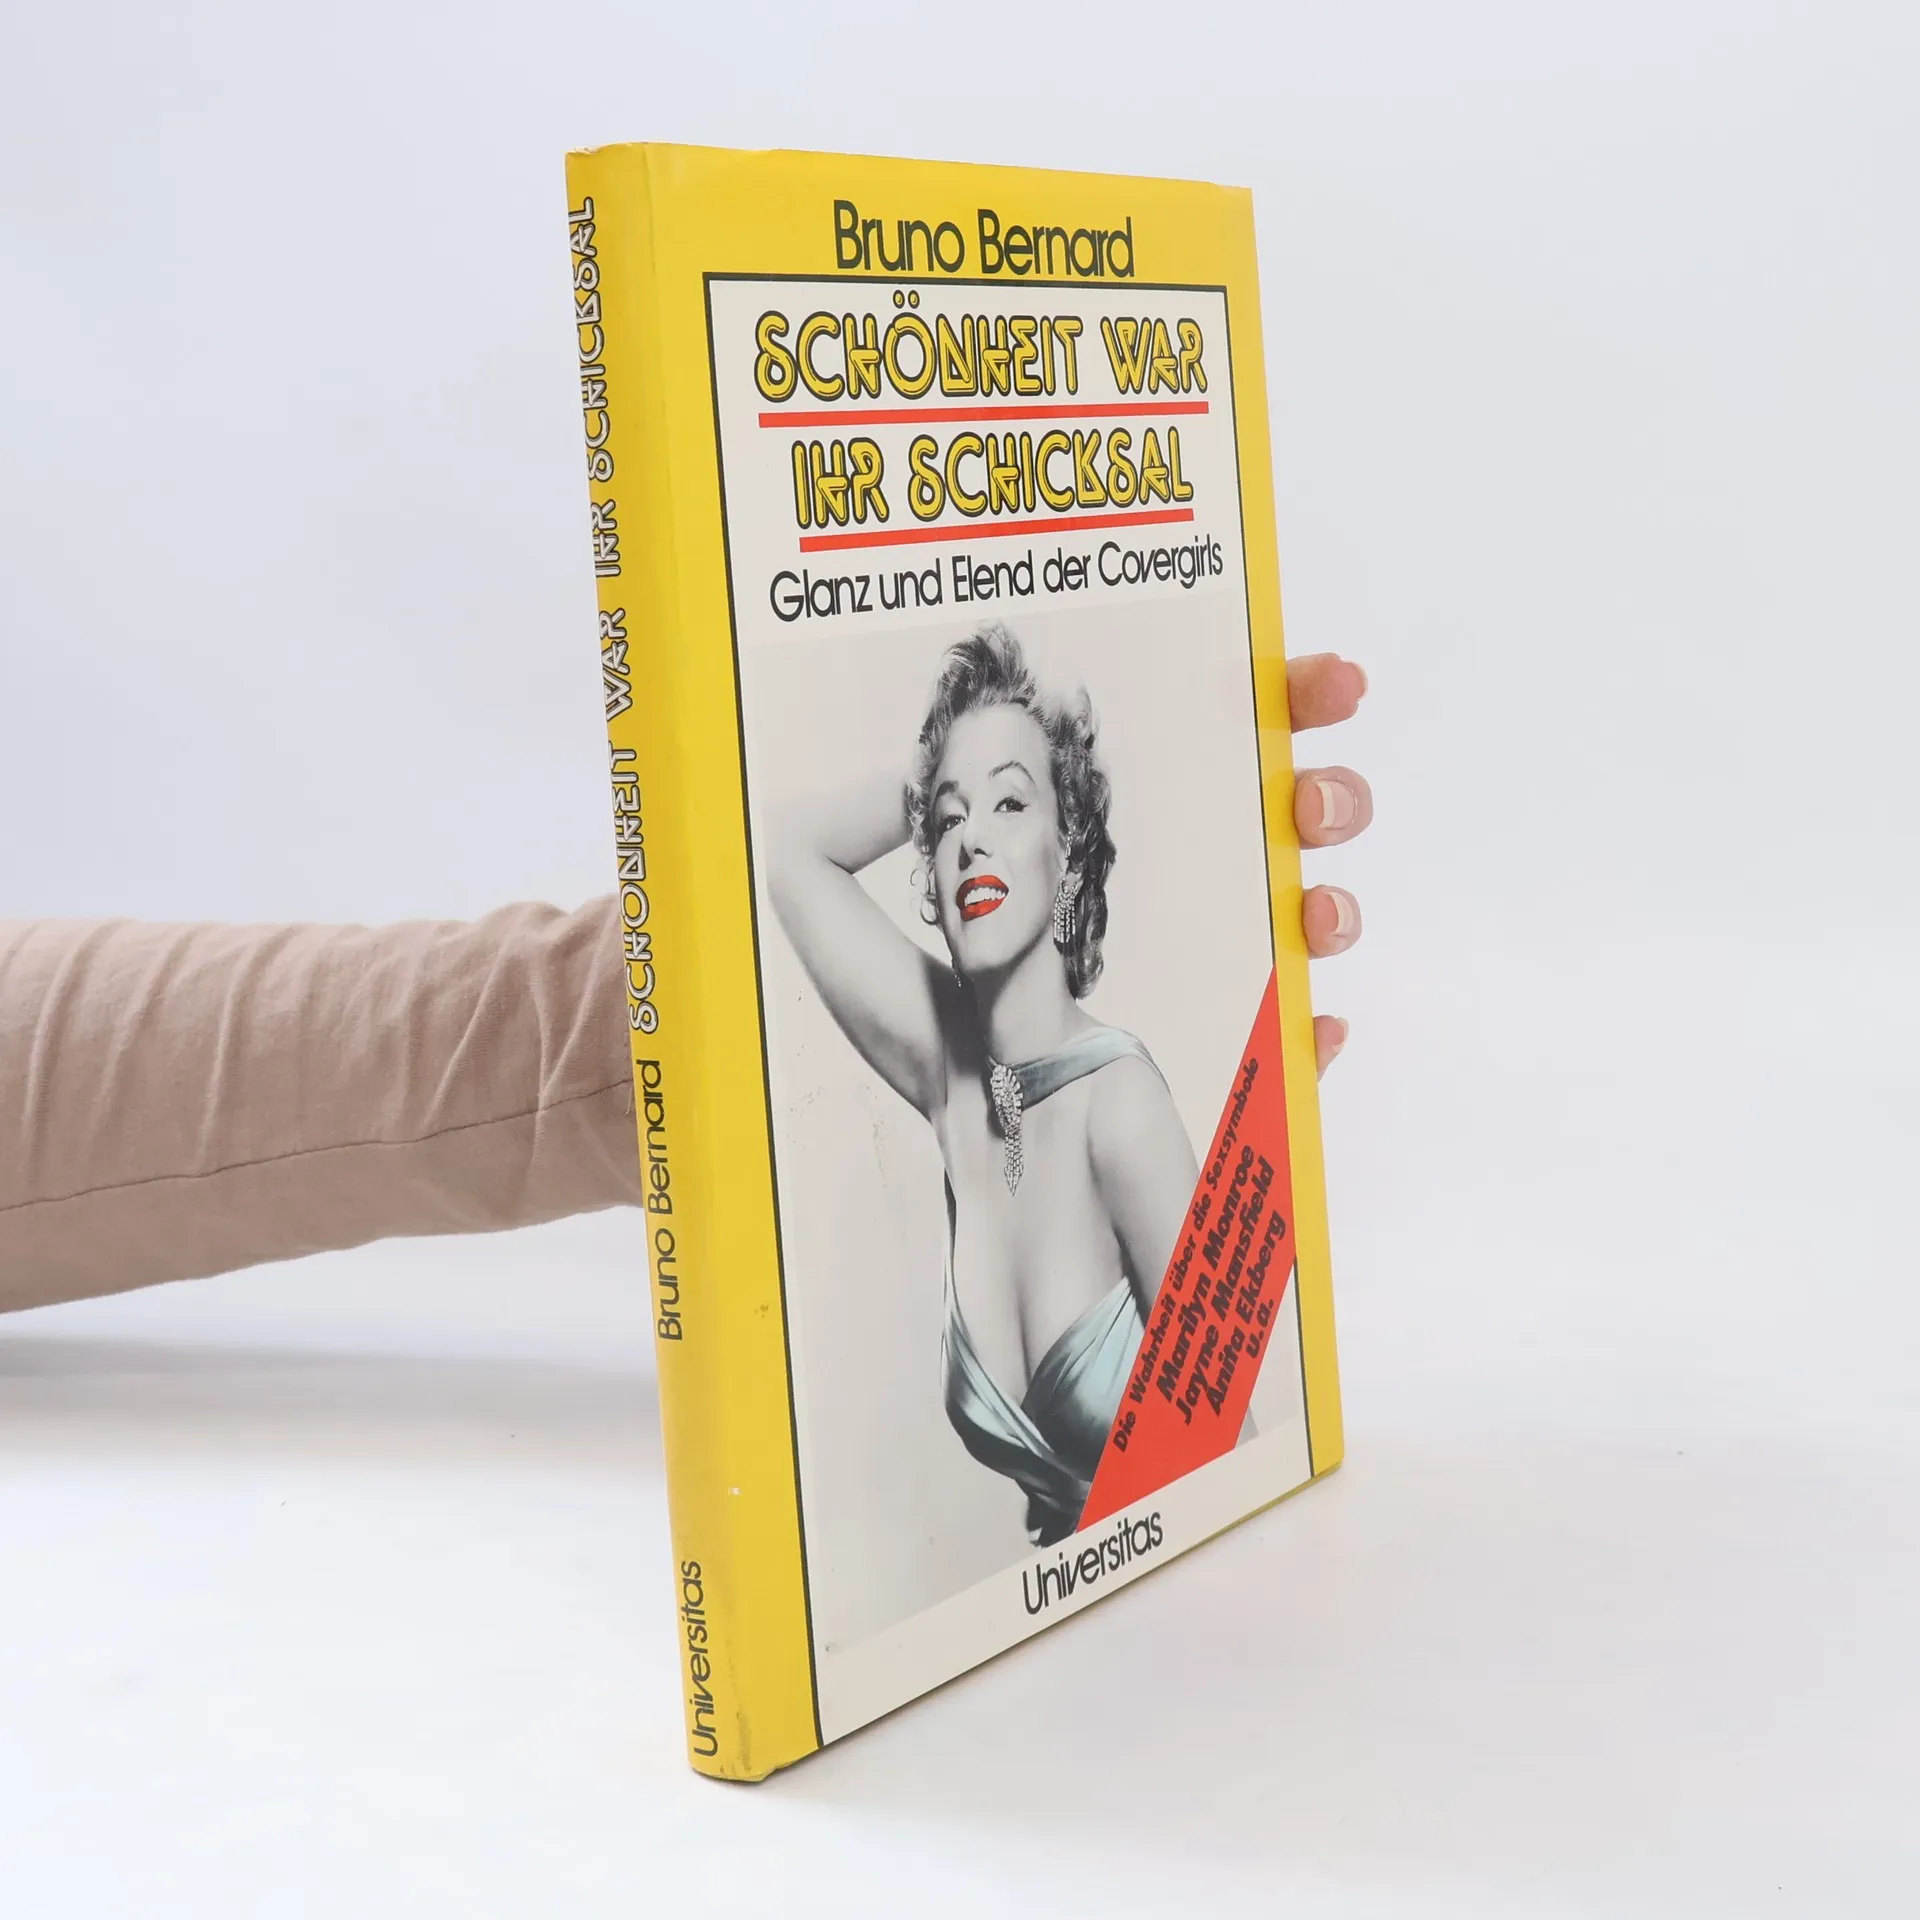 Bruno Bernard
SCHÖNHEIT WAR
IHR SCHICKSAL
Glanz und Elend der Covergirls
Die Wahrheit über die Sexsymbole
Marilyn Monroe
Jayne Mansfield
Anita Ekberg
u.a.
Universitas
Bruno Bernard SCHÖNHEIT WAR IHR SCHICKSAL
Universitas